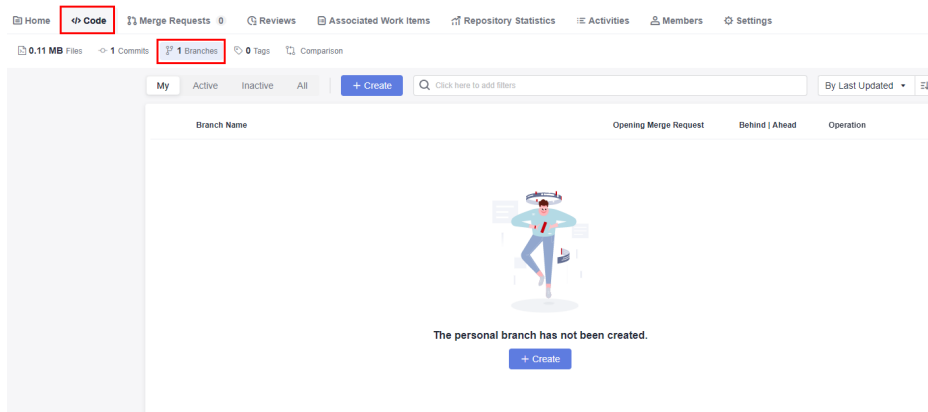 Home </> Code Merge Requests 0 Reviews Associated Work Items Repository Statistics Activities Members Settings
0.11 MB Files 1 Commits 1 Branches 0 Tags Comparison
My Active Inactive All + Create Click here to add filters By Last Updated
Branch Name Opening Merge Request Behind | Ahead Operation
The personal branch has not been created.
+ Create